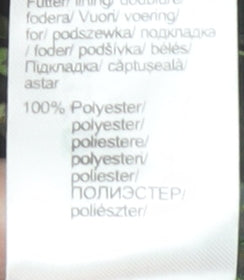 Futter/ lining/ doublure/
fodera/ Vuori/ voering/
for/ podszewka/ подкладка
/ foder/ podšívka/ bélés/
Підкладка/ căptuşeală/
astar
100% Polyester/
polyester/
poliestere/
polyesteri/
poliester/
ПОЛИЭСТЕР/
poliészter/